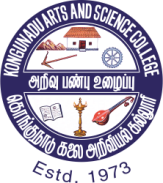 KONGUNADU ARTS AND SCIENCE COLLEGE
அறிவு பண்பு உழைப்பு
கொங்குநாடு கலை அறிவியல் கல்லூரி
Estd. 1973